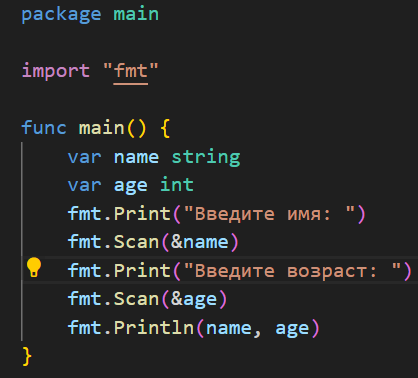 package main
import "fmt"
func main() {
var name string
var age int
fmt.Print("Введите имя: ")
fmt.Scan(&name)
fmt.Print("Введите возраст: ")
fmt.Scan(&age)
fmt.Println(name, age)
}